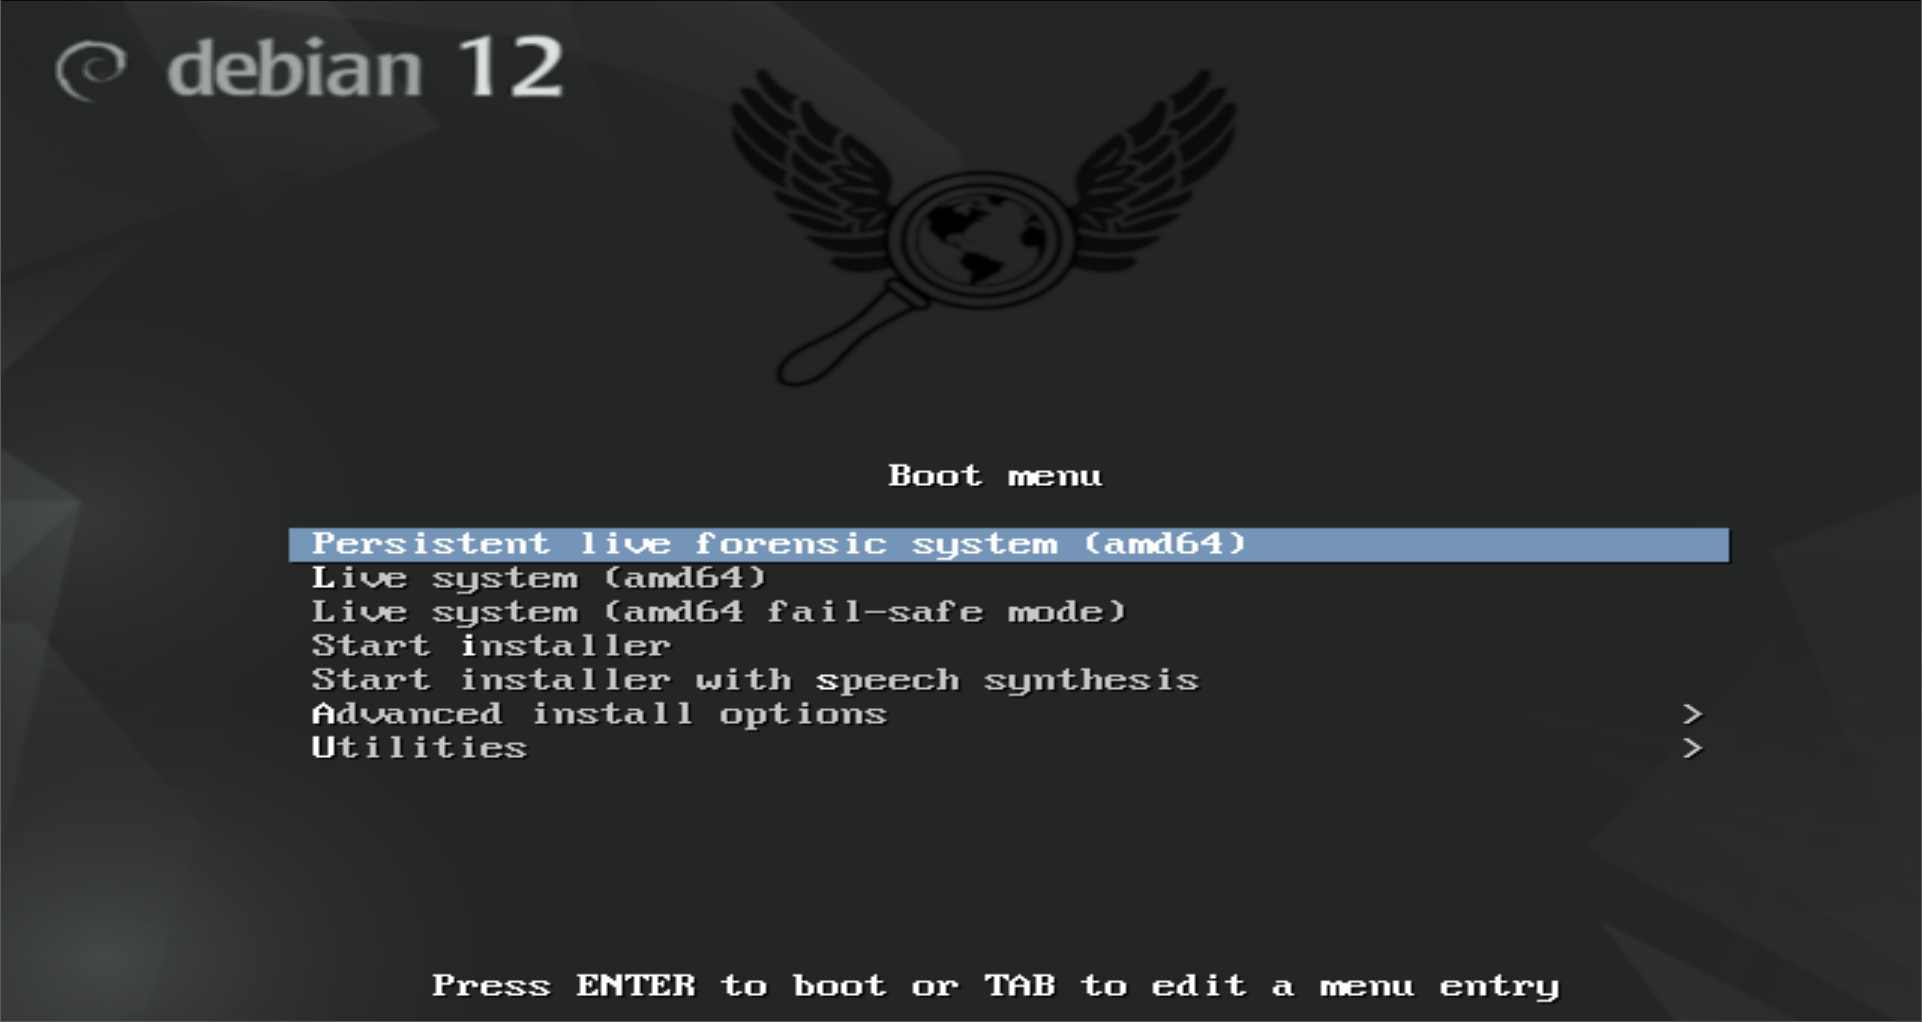 debian 12
Boot menu
Persistent live forensic system (amd64)
Live system (amd64)
Live system (amd64 fail-safe mode)
Start installer
Start installer with speech synthesis
Advanced install options >
Utilities >
Press ENTER to boot or TAB to edit a menu entry